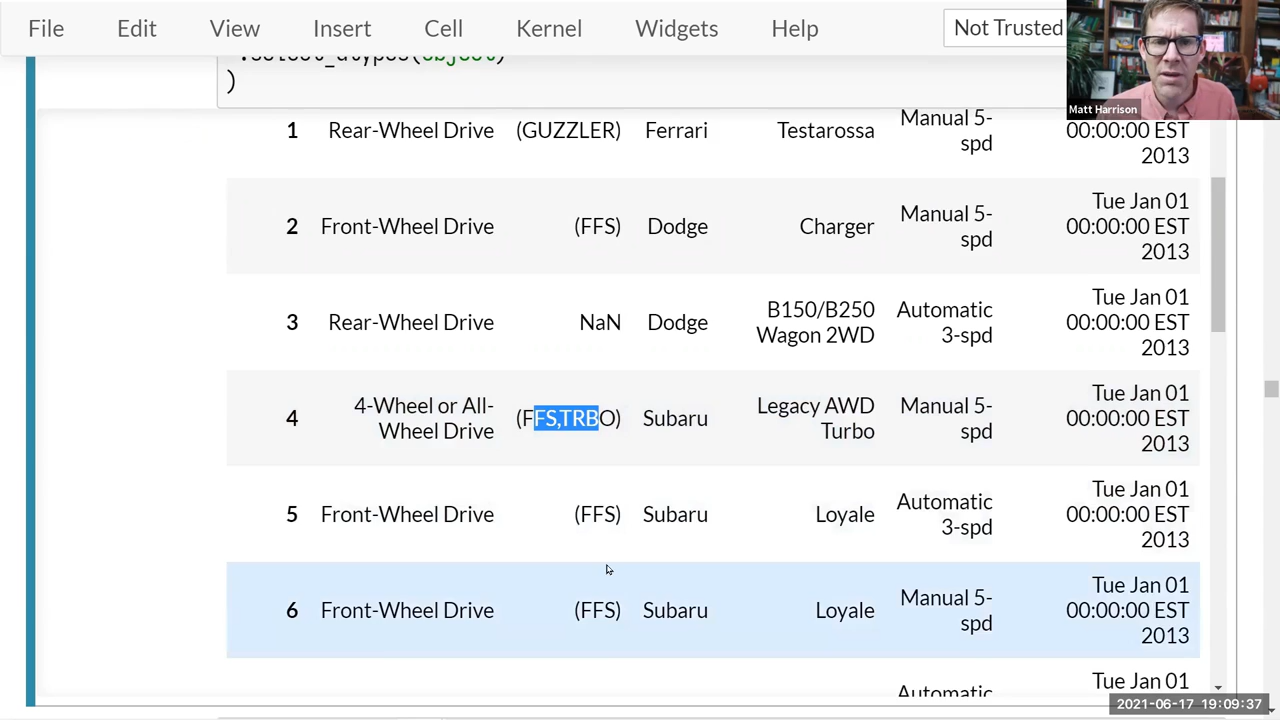 File Edit View Insert Cell Kernel Widgets Help Not Trusted
Matt Harrison
.select_dtypes(object)
)
1 Rear-Wheel Drive (GUZZLER) Ferrari Testarossa Manual 5-
spd 00:00:00 EST
2013
2 Front-Wheel Drive (FFS) Dodge Charger Manual 5-
spd Tue Jan 01
00:00:00 EST
2013
3 Rear-Wheel Drive NaN Dodge B150/B250
Wagon 2WD Automatic
3-spd Tue Jan 01
00:00:00 EST
2013
4 4-Wheel or All-
Wheel Drive (FFS,TRBO) Subaru Legacy AWD
Turbo Manual 5-
spd Tue Jan 01
00:00:00 EST
2013
5 Front-Wheel Drive (FFS) Subaru Loyale Automatic
3-spd Tue Jan 01
00:00:00 EST
2013
6 Front-Wheel Drive (FFS) Subaru Loyale Manual 5-
spd Tue Jan 01
00:00:00 EST
2013
Automatic Tue Jan 01
2021-06-17 19:09:37